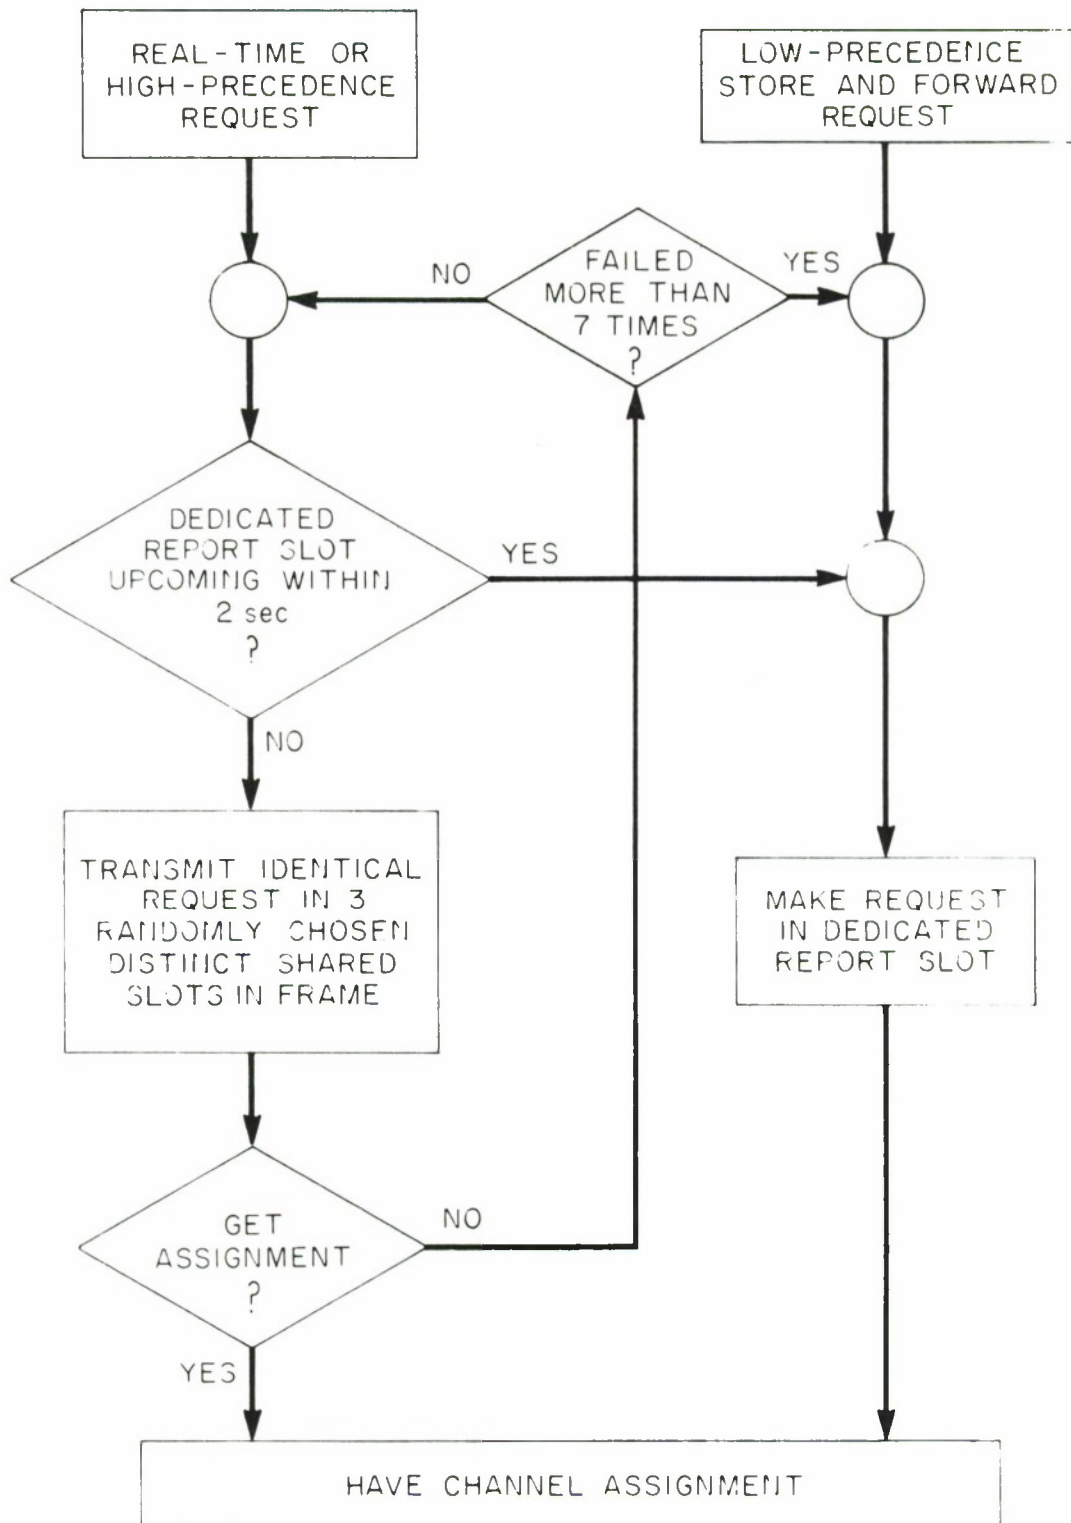 REAL-TIME OR
HIGH-PRECEDENCE
REQUEST
LOW-PRECEDENCE
STORE AND FORWARD
REQUEST
NO
FAILED
MORE THAN
7 TIMES
?
YES
DEDICATED
REPORT SLOT
UPCOMING WITHIN
2 sec
?
YES
NO
TRANSMIT IDENTICAL
REQUEST IN 3
RANDOMLY CHOSEN
DISTINCT SHARED
SLOTS IN FRAME
MAKE REQUEST
IN DEDICATED
REPORT SLOT
GET
ASSIGNMENT
?
NO
YES
HAVE CHANNEL ASSIGNMENT